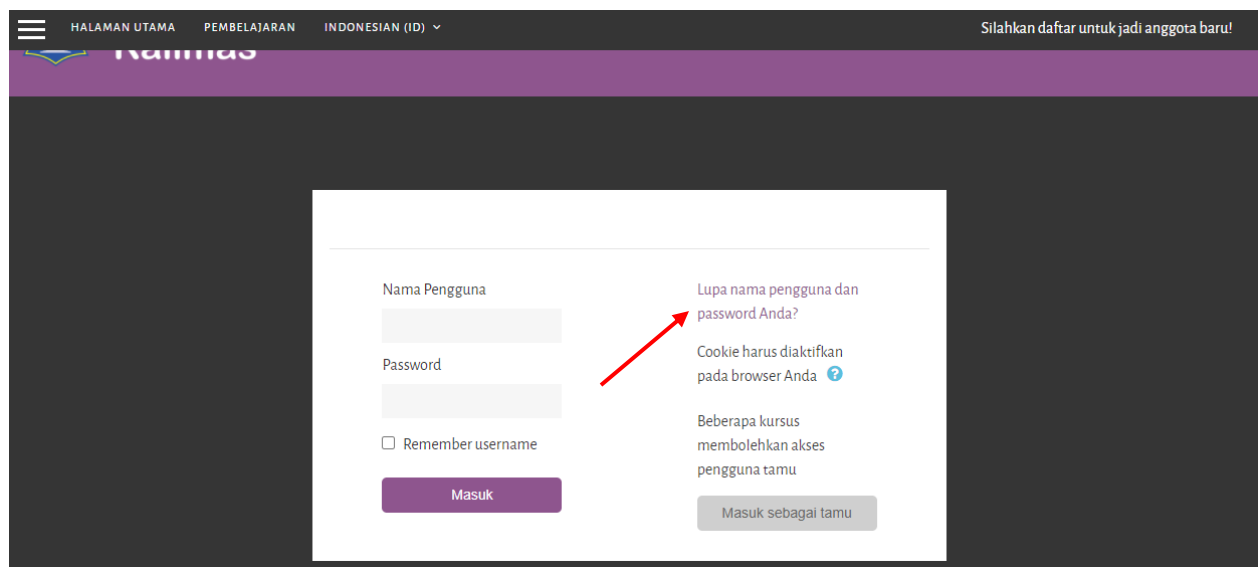 HALAMAN UTAMA PEMBELAJARAN INDONESIAN (ID) Silahkan daftar untuk jadi anggota baru!
Kalimas
Nama Pengguna
Password
Remember username
Masuk
Lupa nama pengguna dan
password Anda?
Cookie harus diaktifkan
pada browser Anda ?
Beberapa kursus
membolehkan akses
pengguna tamu
Masuk sebagai tamu